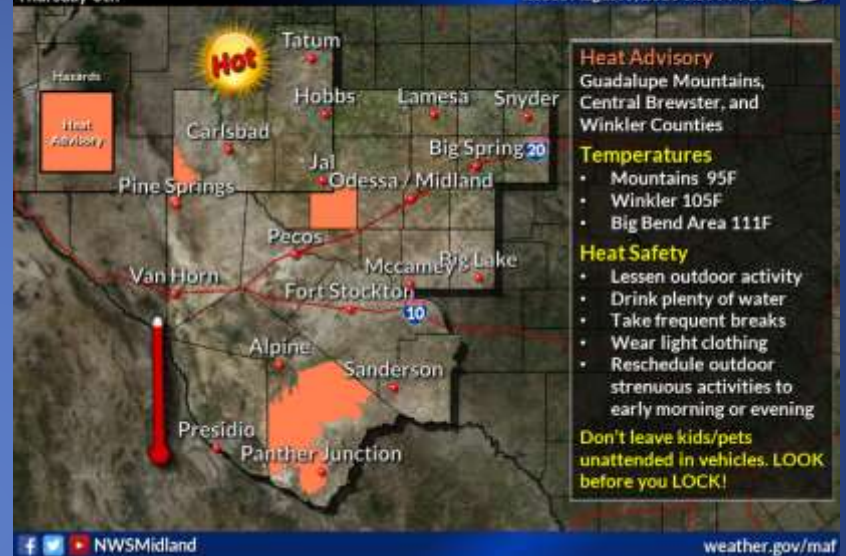 Hot
Tatum
Hazards
Heat
Advisory
Hobbs
Lamesa
Snyder
Carlsbad
Big Spring
20
Jal
Odessa / Midland
Pine Springs
Pecos
Van Horn
Mccamey
Big Lake
Fort Stockton
10
Alpine
Sanderson
Presidio
Panther Junction
Heat Advisory
Guadalupe Mountains,
Central Brewster, and
Winkler Counties
Temperatures
• Mountains 95F
• Winkler 105F
• Big Bend Area 111F
Heat Safety
• Lessen outdoor activity
• Drink plenty of water
• Take frequent breaks
• Wear light clothing
• Reschedule outdoor
strenuous activities to
early morning or evening
Don't leave kids/pets
unattended in vehicles. LOOK
before you LOCK!
NWSMidland
weather.gov/maf